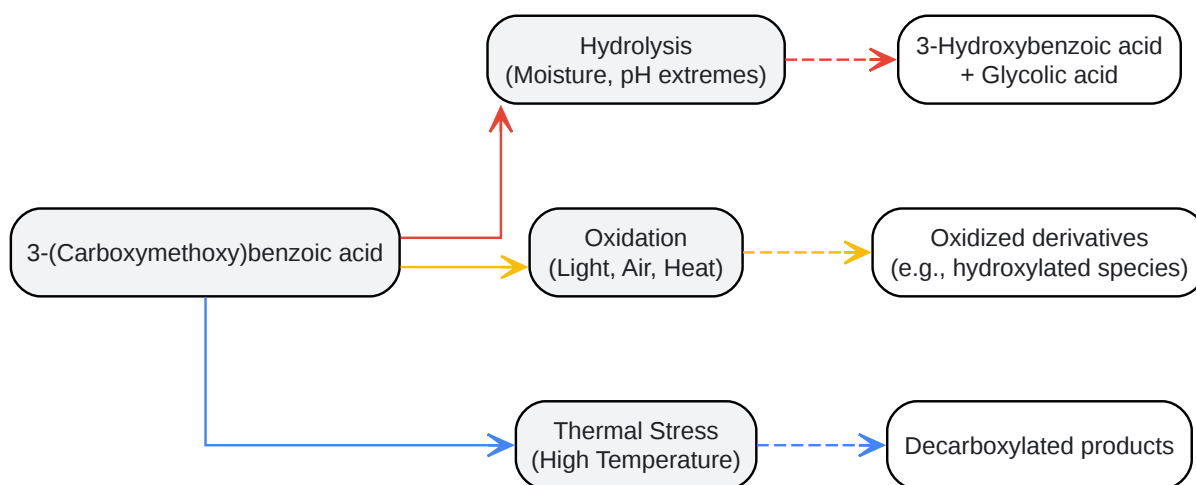 Hydrolysis
(Moisture, pH extremes)
3-Hydroxybenzoic acid
+ Glycolic acid
3-(Carboxymethoxy)benzoic acid
Oxidation
(Light, Air, Heat)
Oxidized derivatives
(e.g., hydroxylated species)
Thermal Stress
(High Temperature)
Decarboxylated products